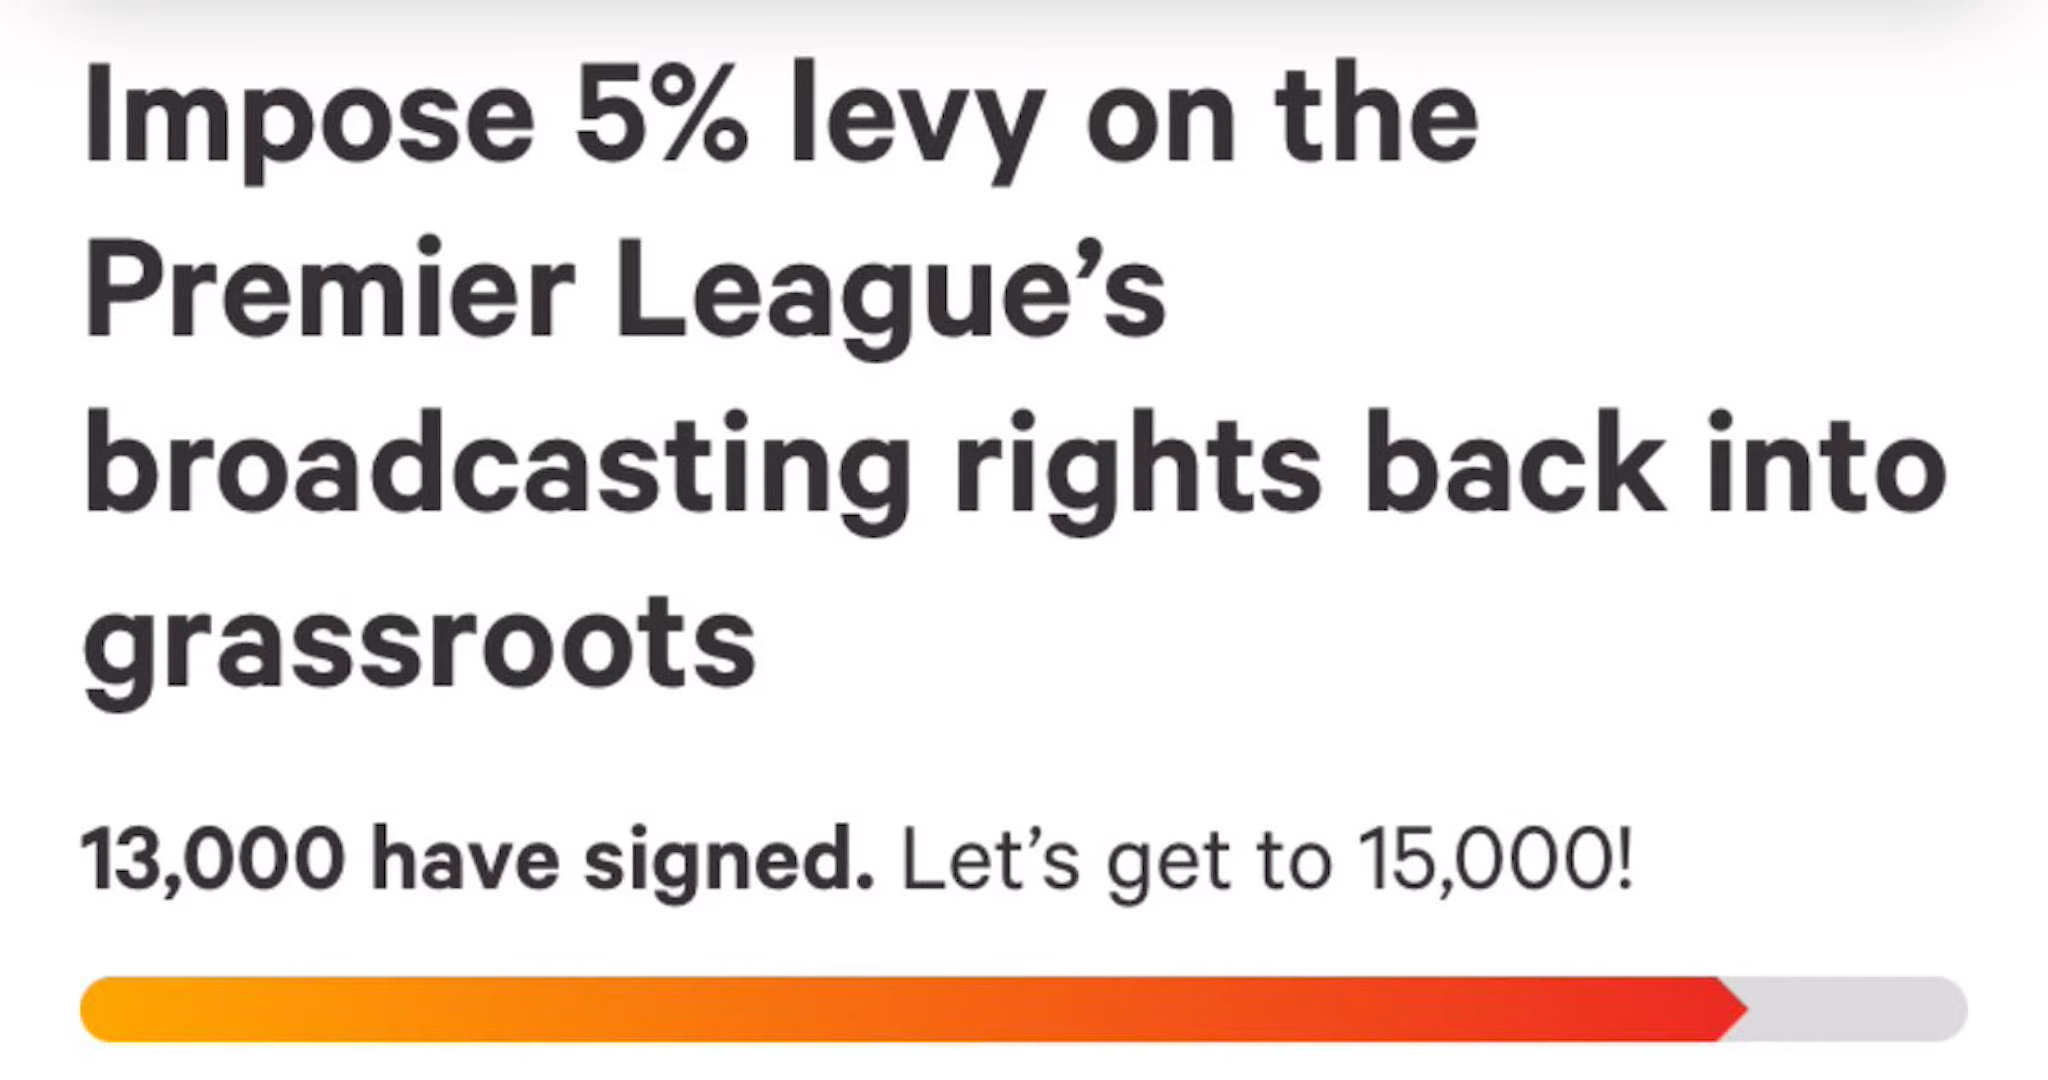 Impose 5% levy on the
Premier League’s
broadcasting rights back into
grassroots
13,000 have signed. Let’s get to 15,000!